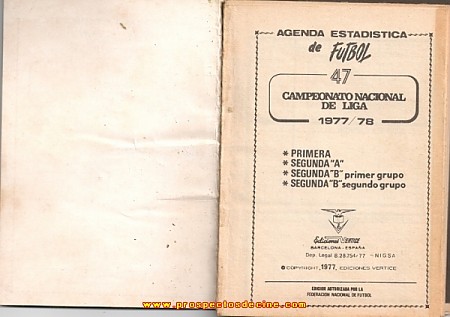 AGENDA ESTADISTICA
de FUTBOL
47
CAMPEONATO NACIONAL
DE LIGA
1977/78
* PRIMERA
* SEGUNDA "A"
* SEGUNDA "B" primer grupo
* SEGUNDA "B" segundo grupo
Ediciones VERTICE
BARCELONA-ESPAÑA
Dep. Legal B.28.754-77 -NIGSA
© COPYRIGHT, 1977, EDICIONES VERTICE
EDICION AUTORIZADA POR LA
FEDERACION NACIONAL DE FUTBOL
www.prospectosdecine.com